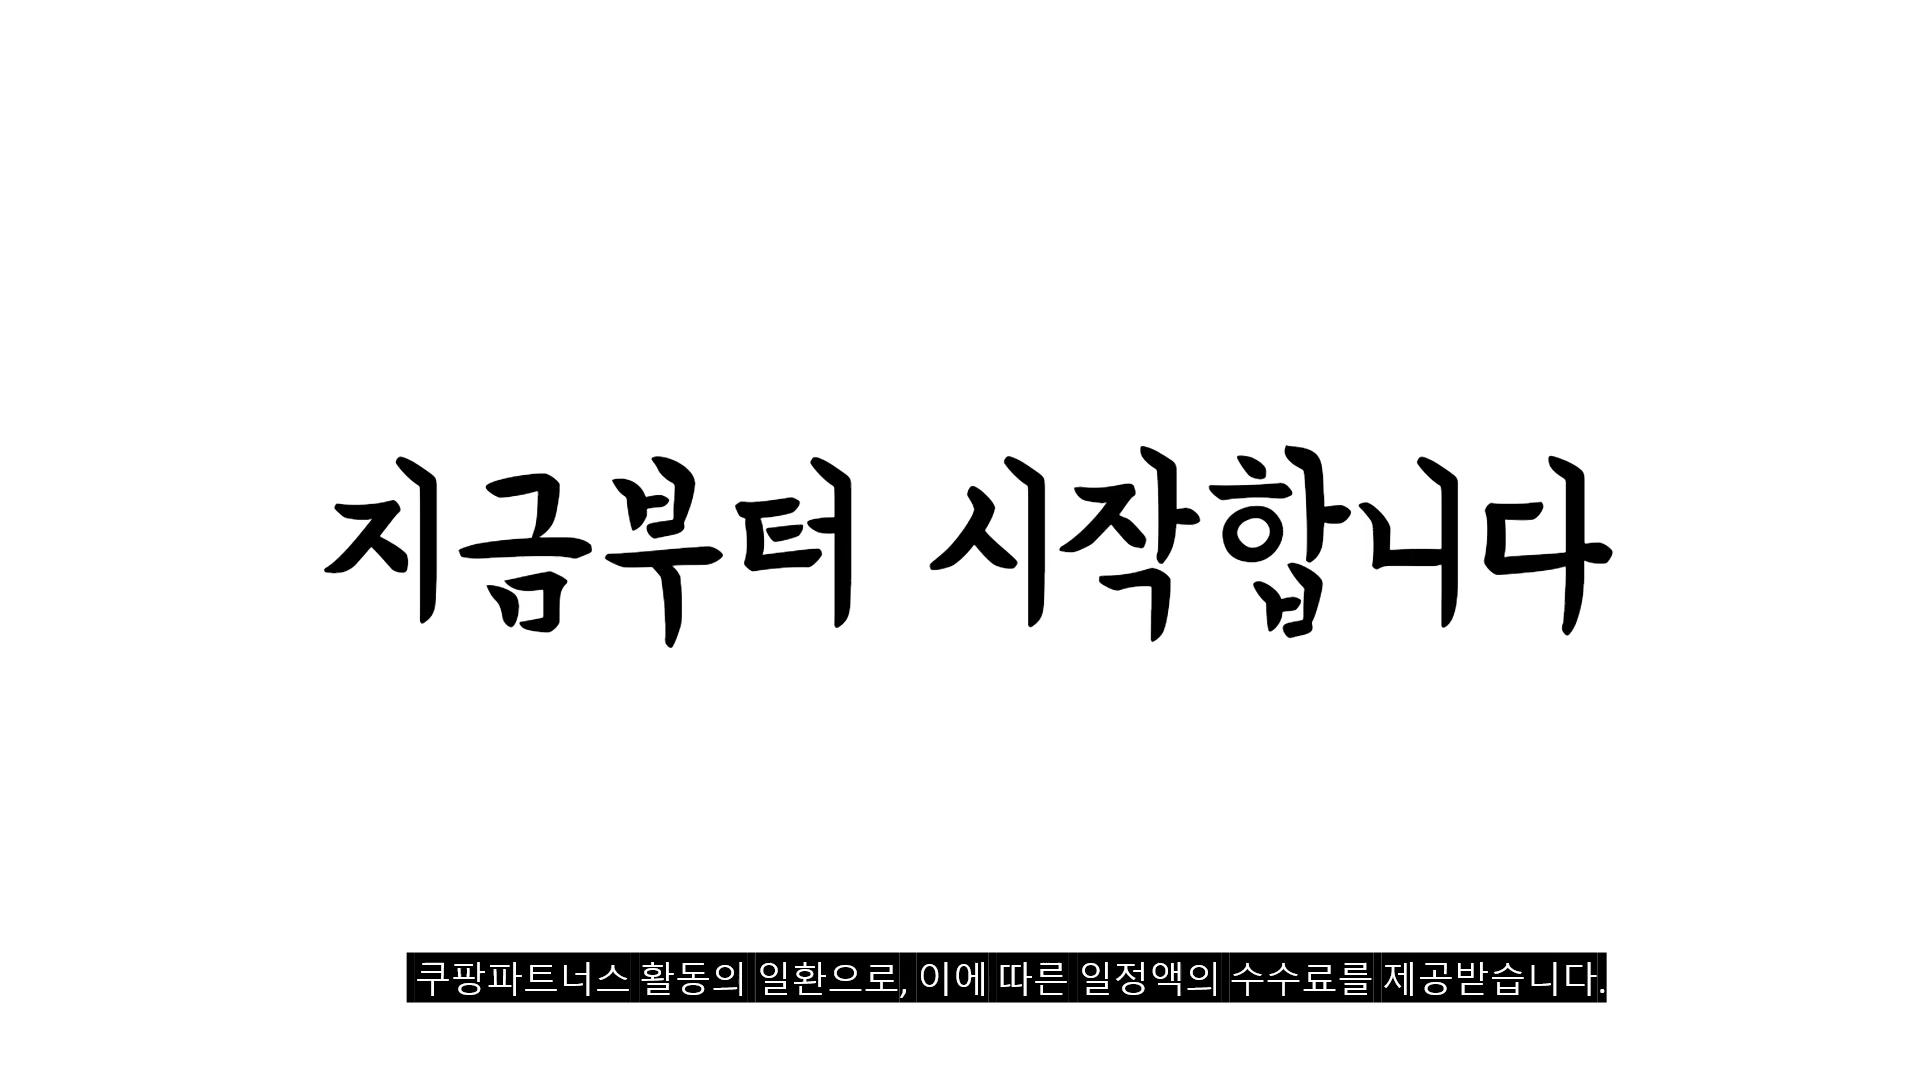 지금부터 시작합니다
쿠팡파트너스 활동의 일환으로, 이에 따른 일정액의 수수료를 제공받습니다.